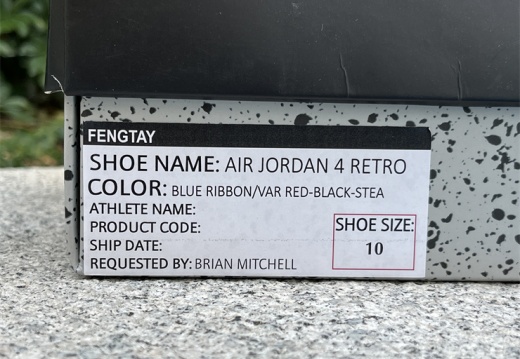 FENGTAY
SHOE NAME: AIR JORDAN 4 RETRO
COLOR: BLUE RIBBON/VAR RED-BLACK-STEA
ATHLETE NAME:
PRODUCT CODE:
SHIP DATE:
REQUESTED BY: BRIAN MITCHELL
SHOE SIZE:
10